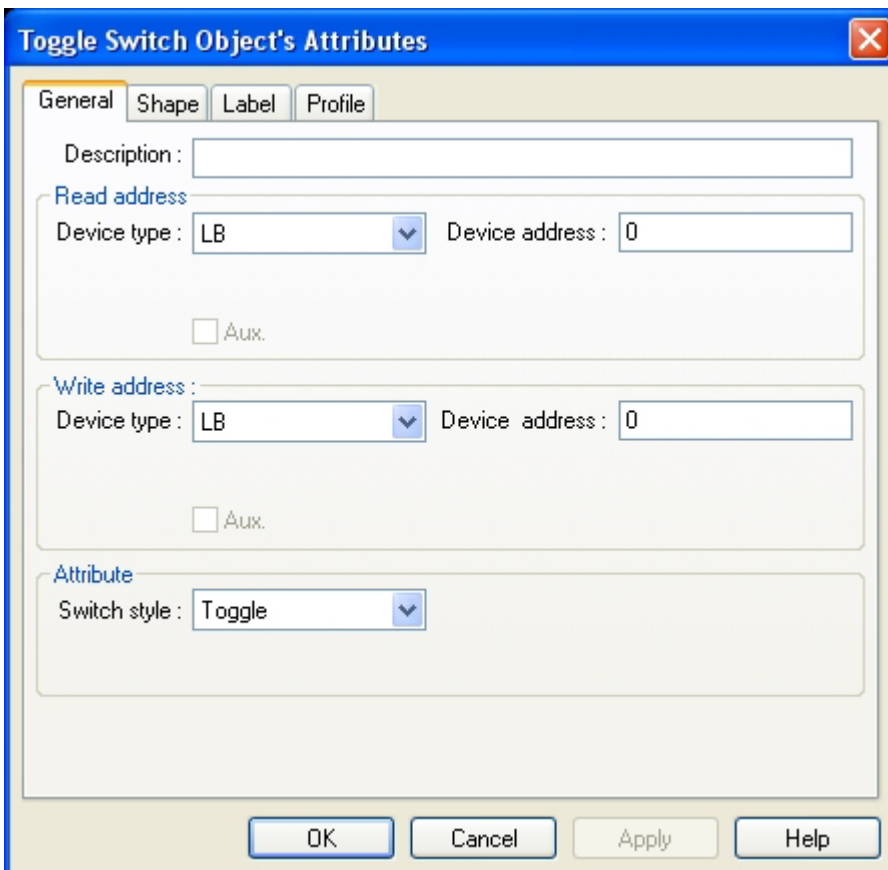 Toggle Switch Object's Attributes
General Shape Label Profile
Description :
Read address
Device type : LB Device address : 0
Aux.
Write address :
Device type : LB Device address : 0
Aux.
Attribute
Switch style : Toggle
OK Cancel Apply Help